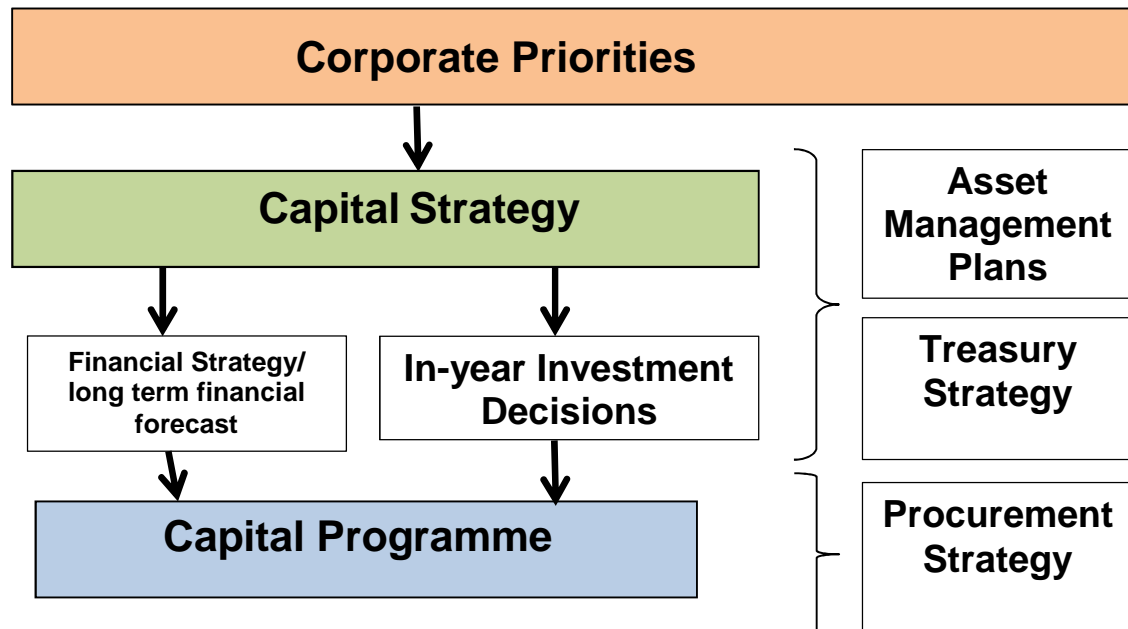 Corporate Priorities
Capital Strategy
Asset
Management
Plans
Financial Strategy/
long term financial
forecast
In-year Investment
Decisions
Treasury
Strategy
Capital Programme
Procurement
Strategy